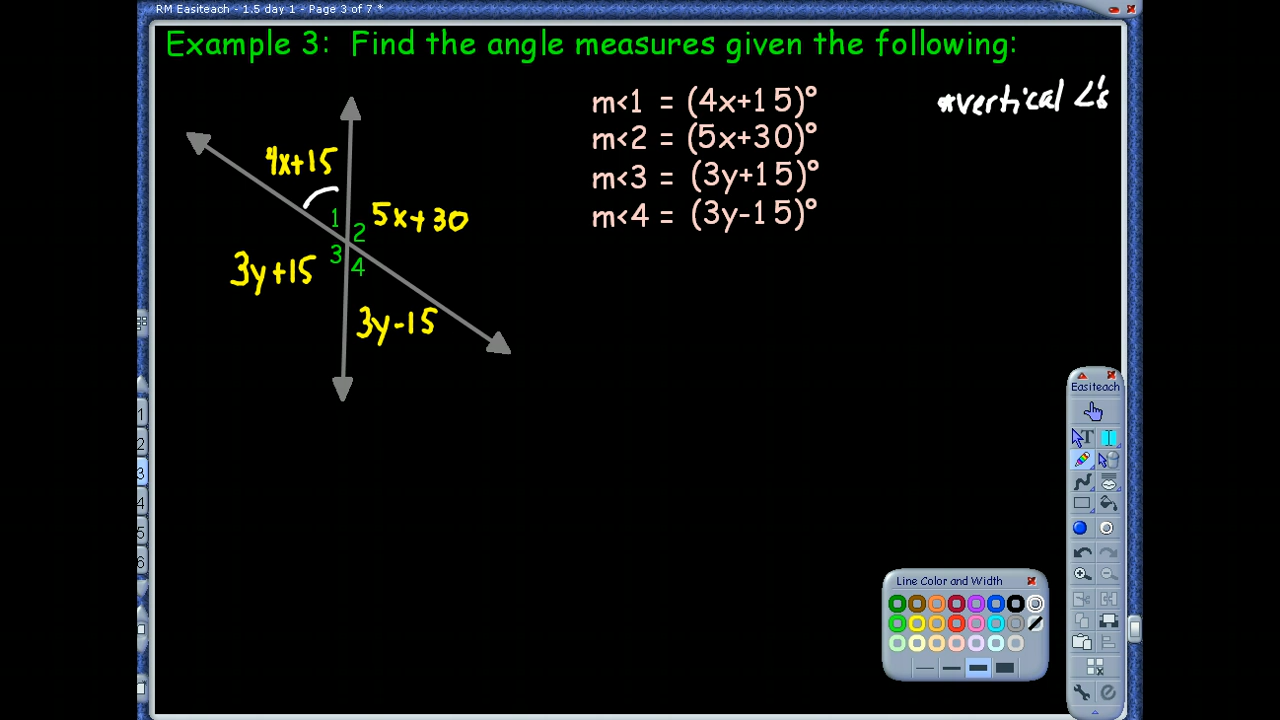 RM Easiteach - 1.5 day 1 - Page 3 of 7 *
Example 3: Find the angle measures given the following:
m<1 = (4x+15)°
*vertical ∠'s
m<2 = (5x+30)°
m<3 = (3y+15)°
m<4 = (3y-15)°
4x+15
1
5x+30
2
3y+15
3
4
3y-15
Easiteach
T
1
2
3
4
5
6
Line Color and Width